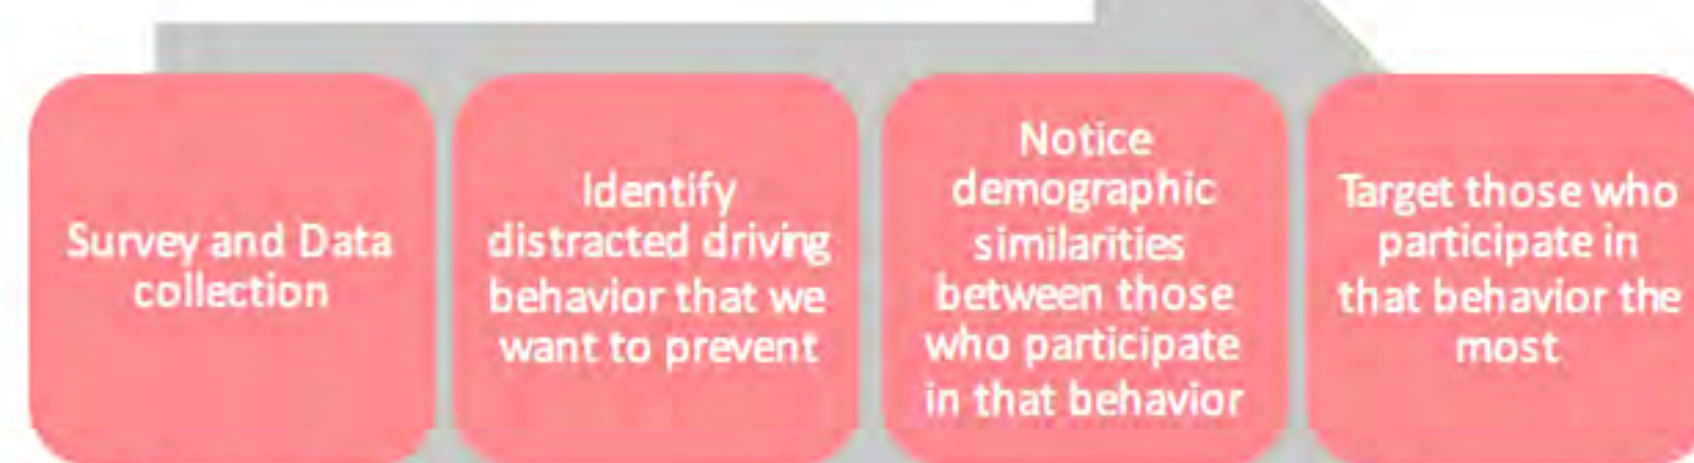 Survey and Data
collection
Identify
distracted driving
behavior that we
want to prevent
Notice
demographic
similarities
between those
who participate
in that behavior
Target those who
participate in
that behavior the
most